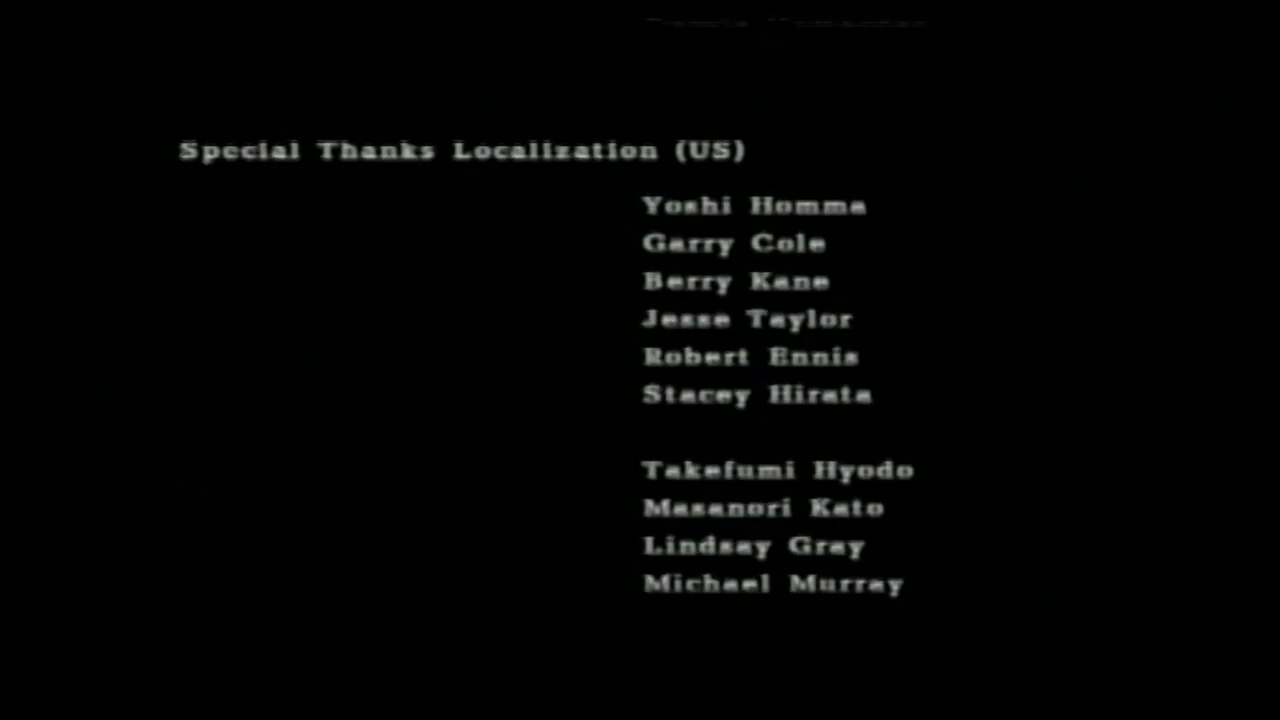 Special Thanks Localization (US)
Yoshi Homma
Garry Cole
Berry Kane
Jesse Taylor
Robert Ennis
Stacey Hirata
Takefumi Hyodo
Masanori Kato
Lindsay Gray
Michael Murray